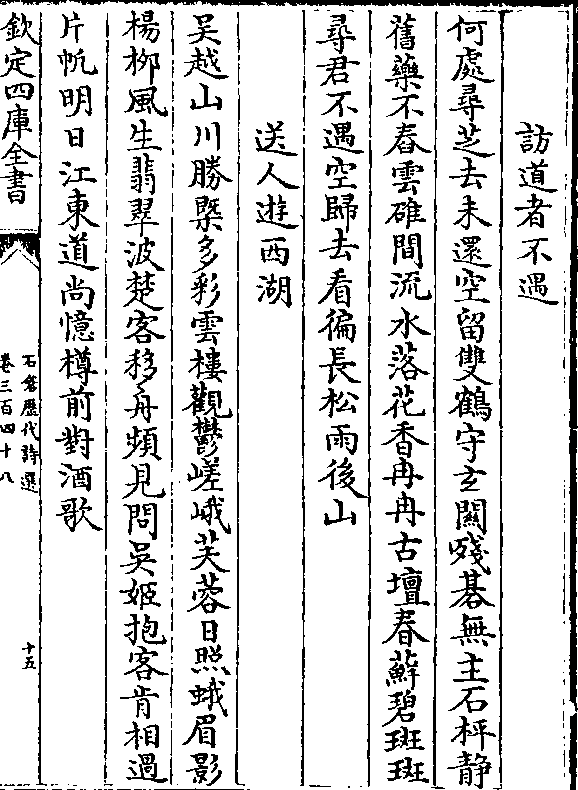 訪道者不遇
何處尋芝去未還空留雙鶴守𤣥關殘碁無主石枰静
舊藥不舂雲碓間流水落花香冉冉古壇春蘚碧斑斑
尋君不遇空歸去看徧長松雨後山
送人遊西湖
吳越山川勝槩多彩雲樓觀鬱嵯峨芙蓉日照蛾眉影
楊栁風生翡翠波楚客移舟頻見問吳姬抱客肯相過
片帆明日江東道尚憶樽前對酒歌
欽定四庫全書
石倉歷代詩選
卷三百四十八
十五